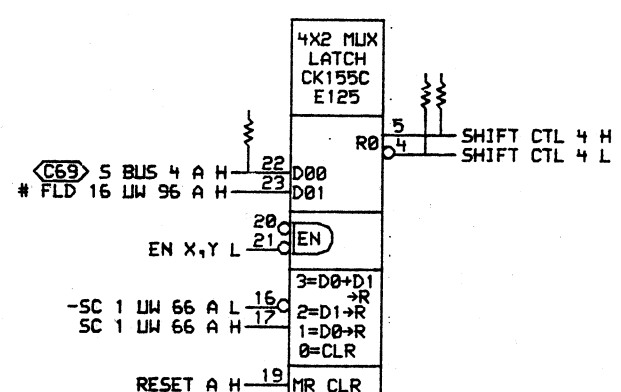 4X2 MUX
LATCH
CK155C
E125
R0
5 SHIFT CTL 4 H
4 SHIFT CTL 4 L
C69 S BUS 4 A H 22 D00
# FLD 16 UW 96 A H 23 D01
20
EN X,Y L 21 EN
3=D0+D1
→R
-SC 1 UW 66 A L 16 2=D1→R
SC 1 UW 66 A H 17 1=D0→R
0=CLR
RESET A H 19 MR CLR